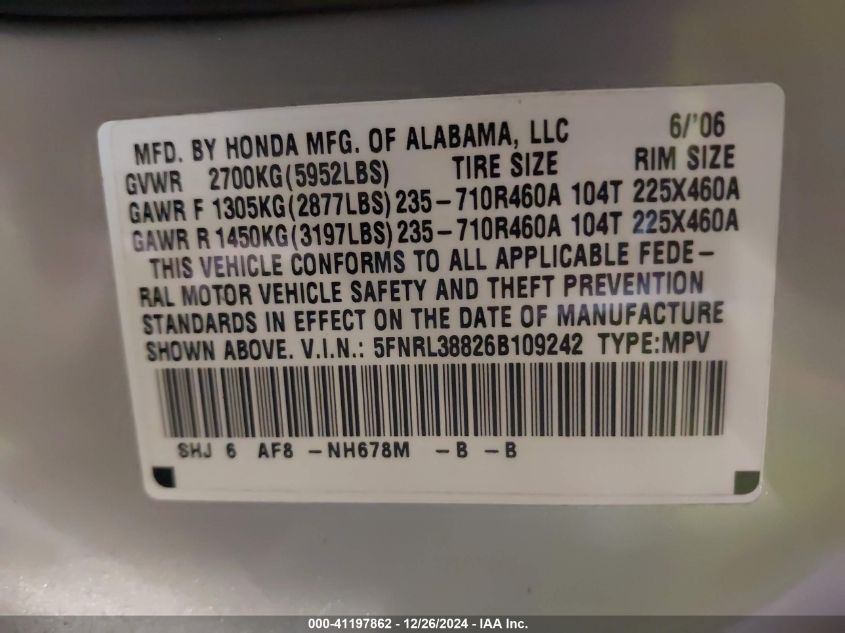 MFD. BY HONDA MFG. OF ALABAMA, LLC 6/'06
GVWR 2700KG(5952LBS) TIRE SIZE RIM SIZE
GAWR F 1305KG(2877LBS) 235-710R460A 104T 225X460A
GAWR R 1450KG(3197LBS) 235-710R460A 104T 225X460A
THIS VEHICLE CONFORMS TO ALL APPLICABLE FEDE-
RAL MOTOR VEHICLE SAFETY AND THEFT PREVENTION
STANDARDS IN EFFECT ON THE DATE OF MANUFACTURE
SHOWN ABOVE. V.I.N.: 5FNRL38826B109242 TYPE:MPV
SHJ 6 AF8 -NH678M -B -B
000-41197862 - 12/26/2024 - IAA Inc.